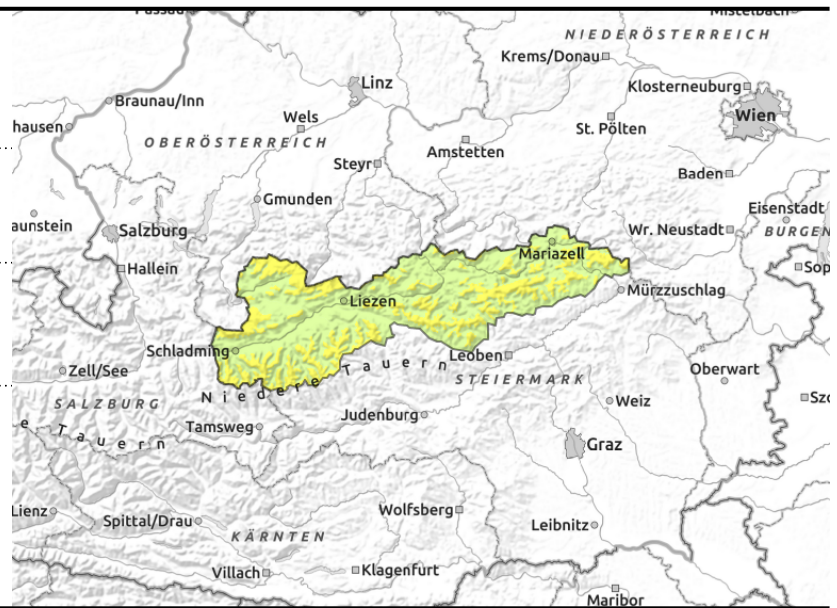 Passau
Mistelbach
NIEDERÖSTERREICH
Krems/Donau
Linz
Klosterneuburg
Braunau/Inn
Wien
Wels
hausen
St. Pölten
OBERÖSTERREICH
Amstetten
Steyr
Baden
Gmunden
Eisenstadt
aunstein
Salzburg
Wr. Neustadt
BURGEN
Mariazell
Hallein
Sop
Mürzzuschlag
Liezen
Schladming
Leoben
Zell/See
Niedere Tauern
STEIERMARK
Oberwart
SALZBURG
Weiz
Szo
Judenburg
e Tauern
Tamsweg
Graz
Lienz
Wolfsberg
Spittal/Drau
Leibnitz
KÄRNTEN
Villach
Klagenfurt
Maribor